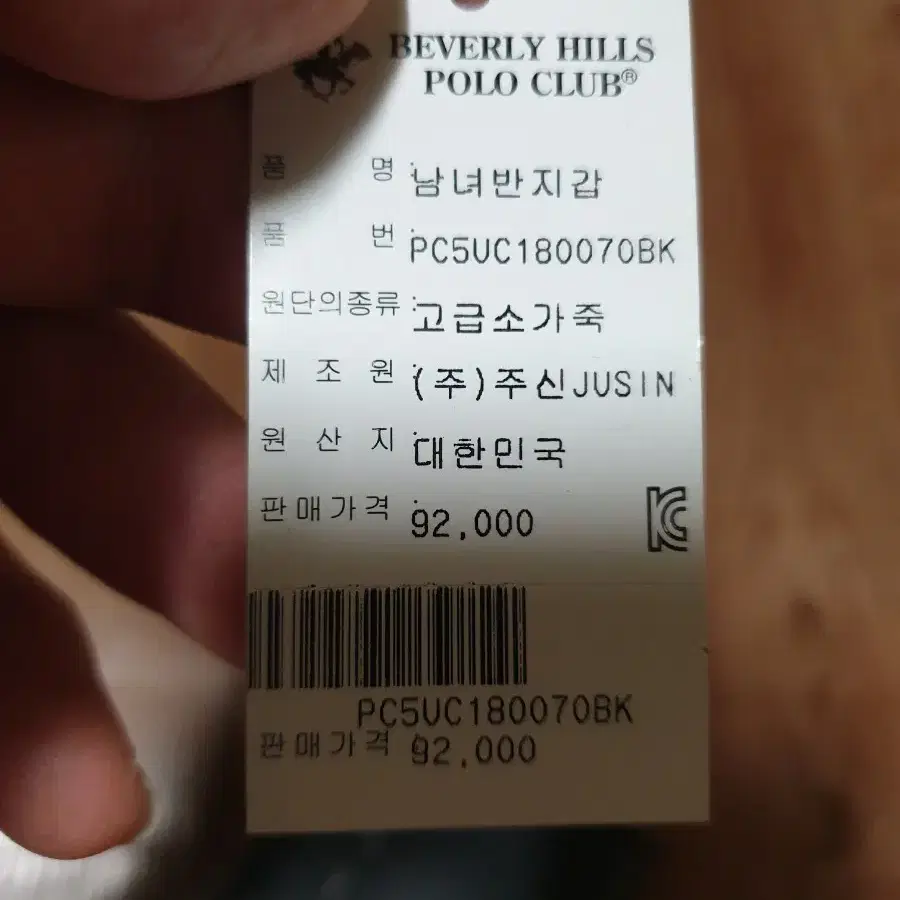 BEVERLY HILLS
POLO CLUB®
품 명 : 남녀반지갑
품 번 : PC5UC180070BK
원단의종류 : 고급소가죽
제 조 원 : (주)주신JUSIN
원 산 지 : 대한민국
판매가격 : 92,000
KC
PC5UC180070BK
판매가격 : 92,000